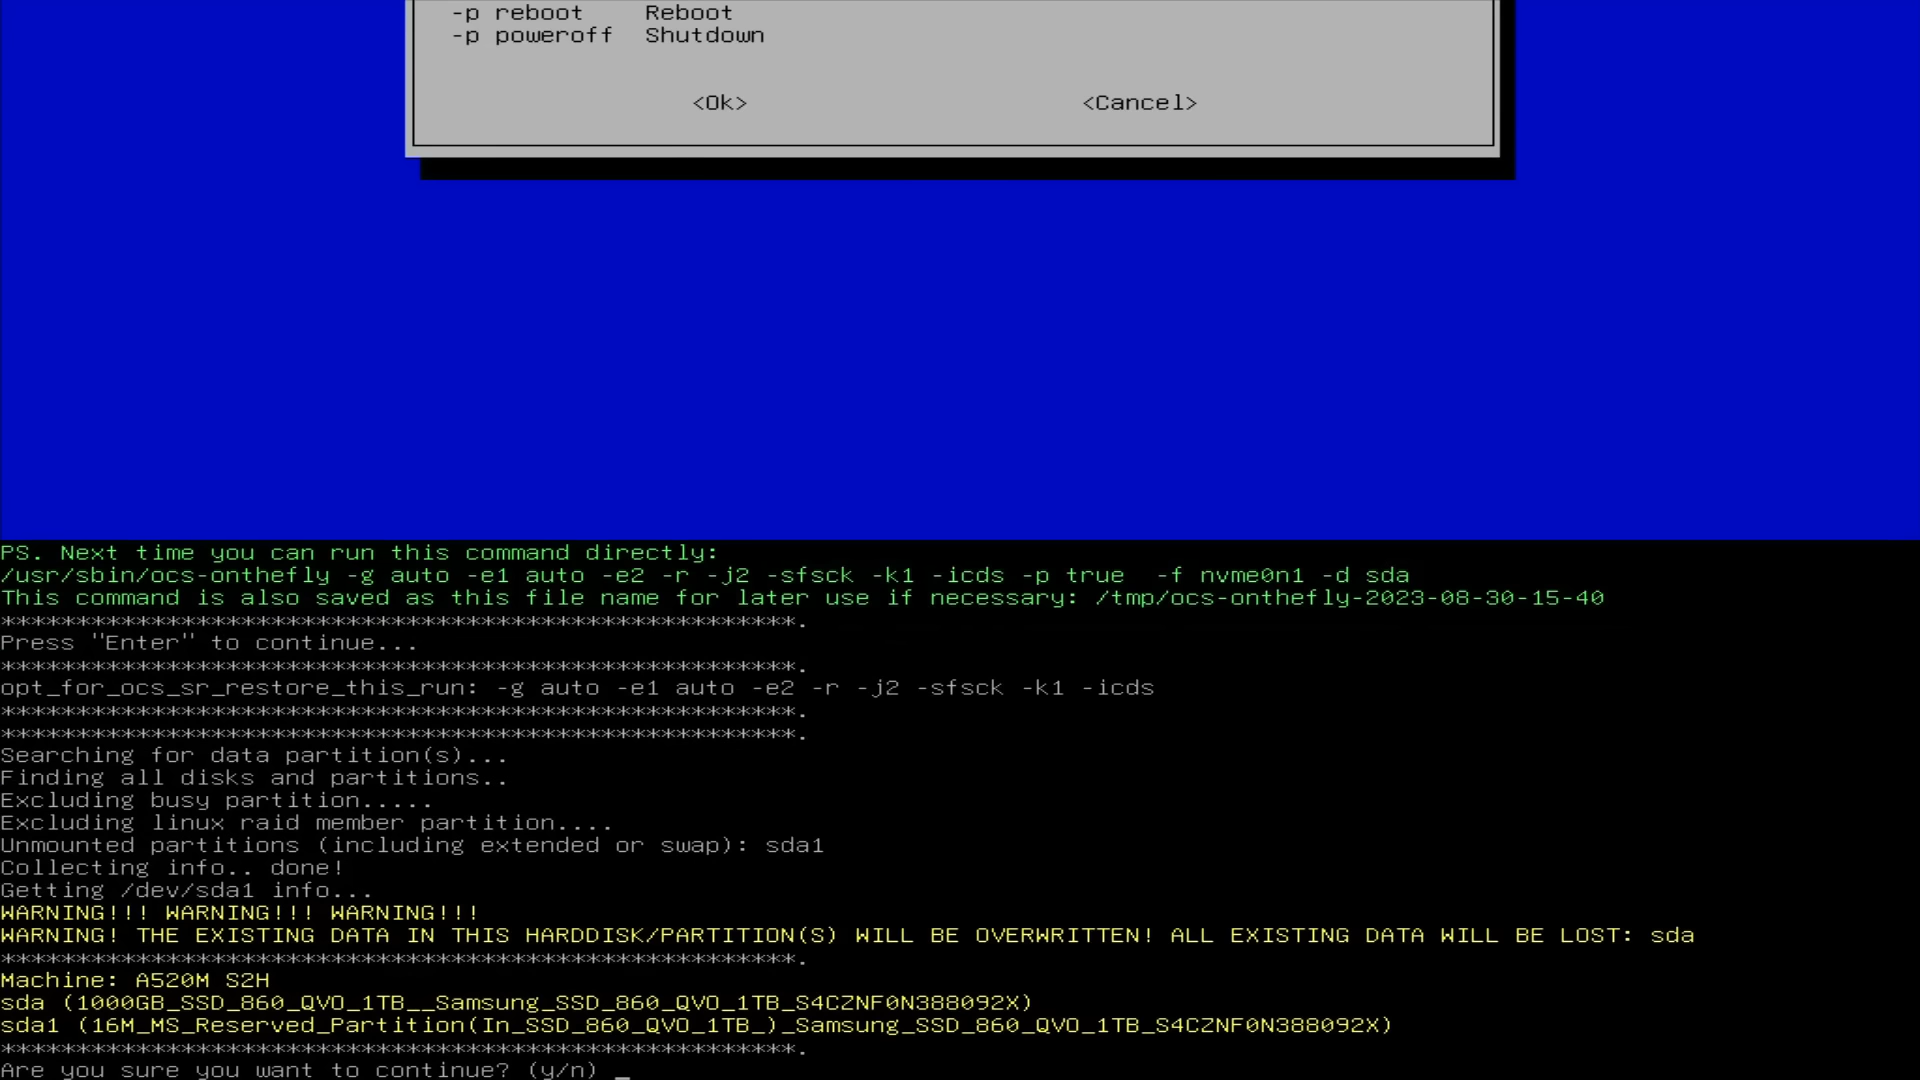 -p reboot Reboot
-p poweroff Shutdown
<Ok> <Cancel>
PS. Next time you can run this command directly:
/usr/sbin/ocs-onthefly -g auto -e1 auto -e2 -r -j2 -sfsck -k1 -icds -p true  -f nvme0n1 -d sda
This command is also saved as this file name for later use if necessary: /tmp/ocs-onthefly-2023-08-30-15-40
*****************************************************.
Press "Enter" to continue...
*****************************************************.
opt_for_ocs_sr_restore_this_run: -g auto -e1 auto -e2 -r -j2 -sfsck -k1 -icds
*****************************************************.
*****************************************************.
Searching for data partition(s)...
Finding all disks and partitions..
Excluding busy partition.....
Excluding linux raid member partition....
Unmounted partitions (including extended or swap): sda1
Collecting info.. done!
Getting /dev/sda1 info...
WARNING!!! WARNING!!! WARNING!!!
WARNING! THE EXISTING DATA IN THIS HARDDISK/PARTITION(S) WILL BE OVERWRITTEN! ALL EXISTING DATA WILL BE LOST: sda
*****************************************************.
Machine: A520M S2H
sda (1000GB_SSD_860_QVO_1TB__Samsung_SSD_860_QVO_1TB_S4CZNF0N388092X)
sda1 (16M_MS_Reserved_Partition(In_SSD_860_QVO_1TB_)_Samsung_SSD_860_QVO_1TB_S4CZNF0N388092X)
*****************************************************.
Are you sure you want to continue? (y/n) _